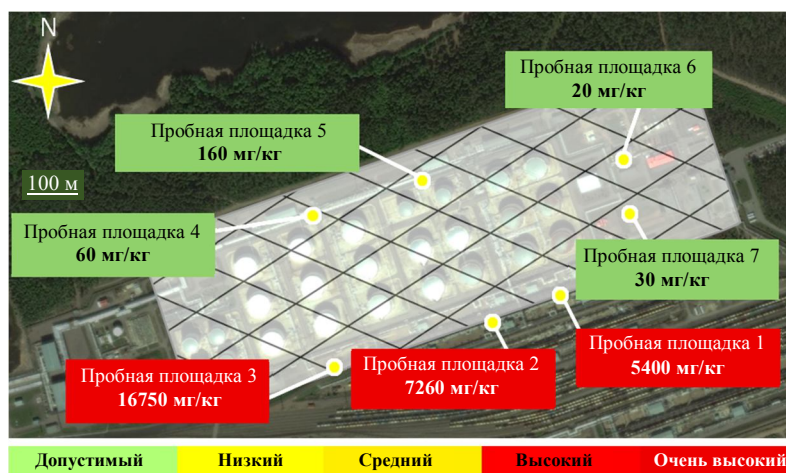 N
Пробная площадка 6
20 мг/кг
Пробная площадка 5
160 мг/кг
100 м
Пробная площадка 4
60 мг/кг
Пробная площадка 7
30 мг/кг
Пробная площадка 1
5400 мг/кг
Пробная площадка 2
7260 мг/кг
Пробная площадка 3
16750 мг/кг
Допустимый Низкий Средний Высокий Очень высокий